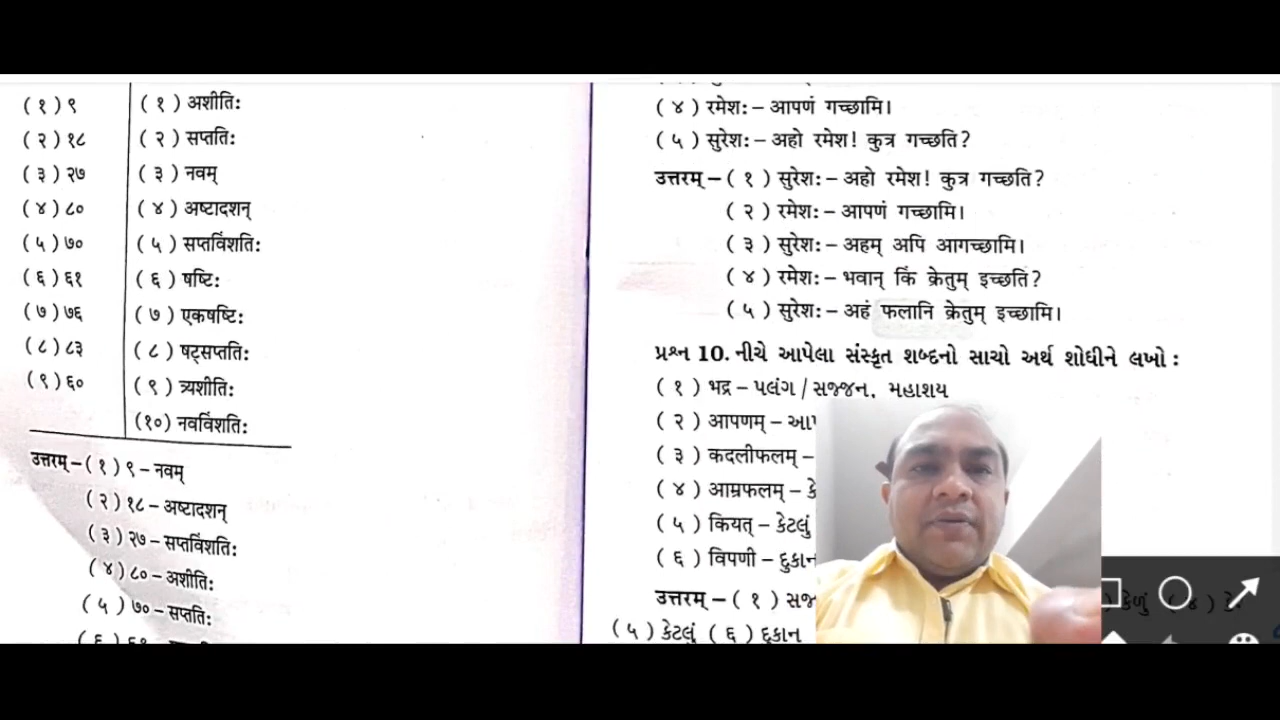 (१) ९ (१) अशीतिः
(२) १८ (२) सप्ततिः
(३) २७ (३) नवम्
(४) ८० (४) अष्टादशन्
(५) ७० (५) सप्तविंशतिः
(६) ६१ (६) षष्टिः
(७) ७६ (७) एकषष्टिः
(८) ८३ (८) षट्सप्ततिः
(९) ६० (९) त्र्यशीतिः
(१०) नवविंशतिः
उत्तरम् – (१) ९ – नवम्
(२) १८ – अष्टादशन्
(३) २७ – सप्तविंशतिः
(४) ८० – अशीतिः
(५) ७० – सप्ततिः
(४) रमेशः – आपणं गच्छामि।
(५) सुरेशः – अहो रमेश! कुत्र गच्छति?
उत्तरम् – (१) सुरेशः – अहो रमेश! कुत्र गच्छति?
(२) रमेशः – आपणं गच्छामि।
(३) सुरेशः – अहम् अपि आगच्छामि।
(४) रमेशः – भवान् किं क्रेतुम् इच्छति?
(५) सुरेशः – अहं फलानि क्रेतुम् इच्छामि।
પ્રશ્ન 10. નીચે આપેલા સંસ્કૃત શબ્દનો સાચો અર્થ શોધીને લખો :
(१) भद्र – પલંગ / સજ્જન, મહાશય
(२) आपणम् –
(३) कदलीफलम् –
(४) आम्रफलम् –
(५) कियत् – કેટલું
(६) विपणी – દુકાન
उत्तरम् – (१)
(५) કેટલું (६) દુકાન